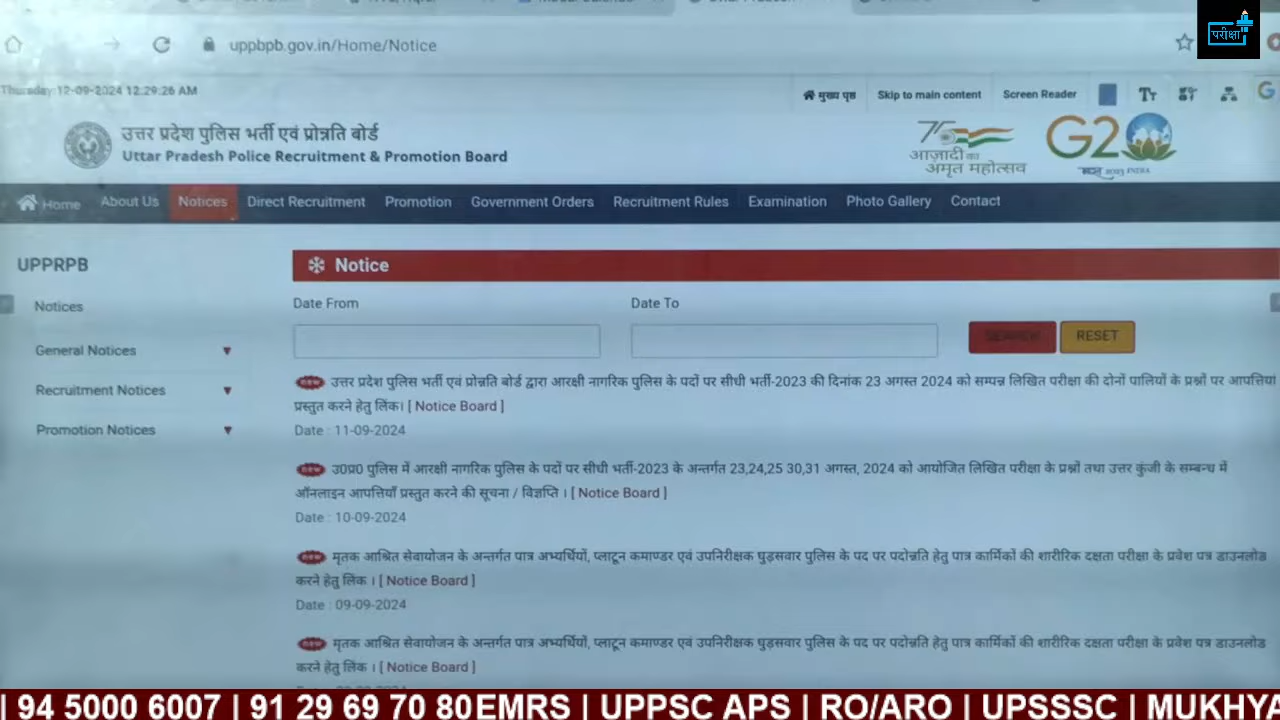 परीक्षा
uppbpb.gov.in/Home/Notice
Thursday 12-09-2024 12:29:26 AM
मुख्य पृष्ठ
Skip to main content
Screen Reader
उत्तर प्रदेश पुलिस भर्ती एवं प्रोन्नति बोर्ड
Uttar Pradesh Police Recruitment & Promotion Board
75
आज़ादी का
अमृत महोत्सव
G20
Home About Us Notices Direct Recruitment Promotion Government Orders Recruitment Rules Examination Photo Gallery Contact
UPPRPB
Notices
General Notices
Recruitment Notices
Promotion Notices
Notice
Date From
Date To
SEARCH
RESET
new उत्तर प्रदेश पुलिस भर्ती एवं प्रोन्नति बोर्ड द्वारा आरक्षी नागरिक पुलिस के पदों पर सीधी भर्ती-2023 की दिनांक 23 अगस्त 2024 को सम्पन्न लिखित परीक्षा की दोनों पालियों के प्रश्नों पर आपत्तियां
प्रस्तुत करने हेतु लिंक। [ Notice Board ]
Date : 11-09-2024
new उ0प्र0 पुलिस में आरक्षी नागरिक पुलिस के पदों पर सीधी भर्ती-2023 के अन्तर्गत 23,24,25 30,31 अगस्त, 2024 को आयोजित लिखित परीक्षा के प्रश्नों तथा उत्तर कुंजी के सम्बन्ध में
ऑनलाइन आपत्तियाँ प्रस्तुत करने की सूचना / विज्ञप्ति । [ Notice Board ]
Date : 10-09-2024
new मृतक आश्रित सेवायोजन के अन्तर्गत पात्र अभ्यर्थियों, प्लाटून कमाण्डर एवं उपनिरीक्षक घुड़सवार पुलिस के पद पर पदोन्नति हेतु पात्र कार्मिकों की शारीरिक दक्षता परीक्षा के प्रवेश पत्र डाउनलोड
करने हेतु लिंक । [ Notice Board ]
Date : 09-09-2024
new मृतक आश्रित सेवायोजन के अन्तर्गत पात्र अभ्यर्थियों, प्लाटून कमाण्डर एवं उपनिरीक्षक घुड़सवार पुलिस के पद पर पदोन्नति हेतु पात्र कार्मिकों की शारीरिक दक्षता परीक्षा के प्रवेश पत्र डाउनलोड
करने हेतु लिंक । [ Notice Board ]
| 94 5000 6007 | 91 29 69 70 80EMRS | UPPSC APS | RO/ARO | UPSSSC | MUKHYA